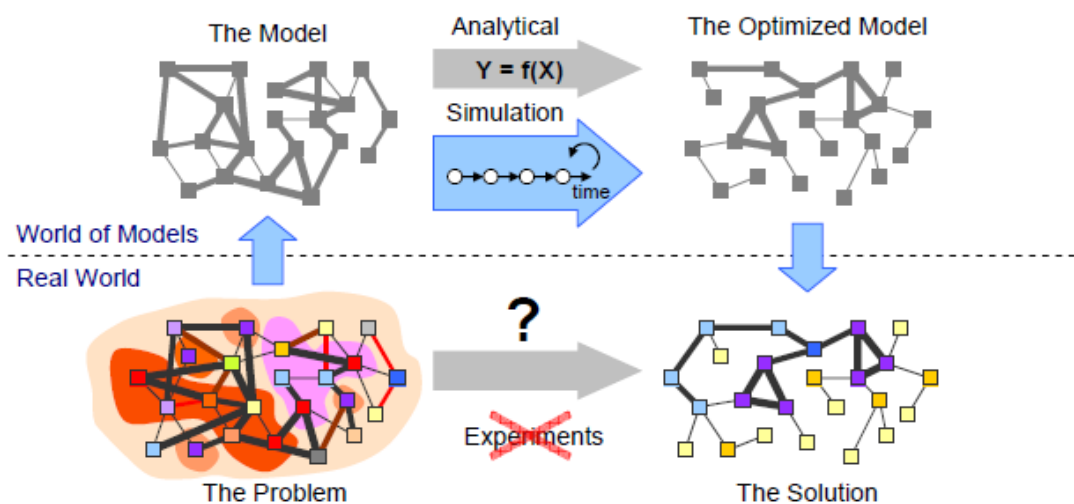 The Model
Analytical
The Optimized Model
Y = f(X)
Simulation
time
World of Models
Real World
?
Experiments
The Problem
The Solution